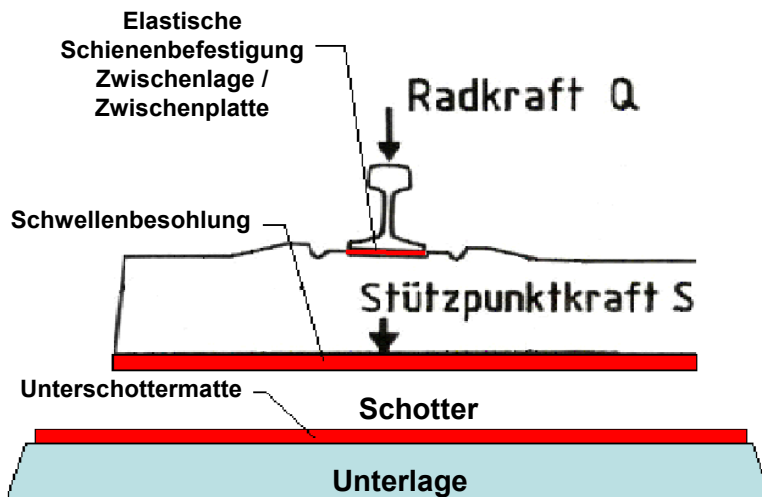 Elastische
Schienenbefestigung
Zwischenlage /
Zwischenplatte
Radkraft Q
Schwellenbesohlung
Stützpunktkraft S
Unterschottermatte
Schotter
Unterlage